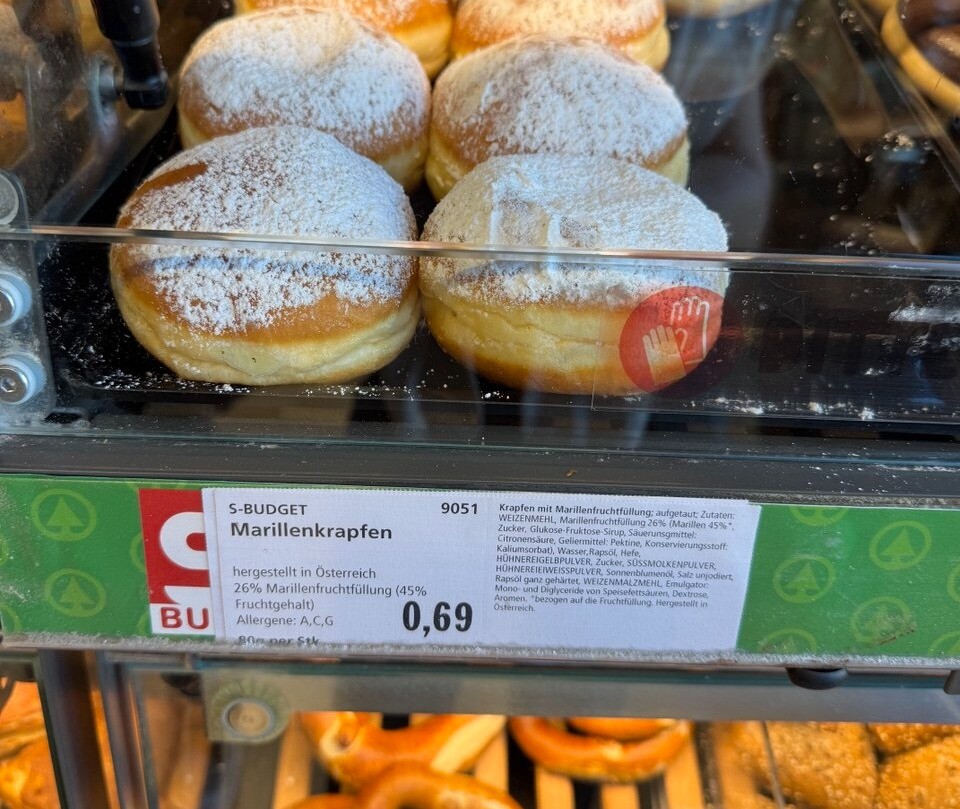 S-BUDGET 9051
Marillenkrapfen
hergestellt in Österreich
26% Marillenfruchtfüllung (45%
Fruchtgehalt)
Allergene: A,C,G
0,69
80g per Stk
Krapfen mit Marillenfruchtfüllung; aufgetaut; Zutaten:
WEIZENMEHL, Marillenfruchtfüllung 26% (Marillen 45%*,
Zucker, Glukose-Fruktose-Sirup, Säuerungsmittel:
Citronensäure, Geliermittel: Pektine, Konservierungsstoff:
Kaliumsorbat), Wasser,Rapsöl, Hefe,
HÜHNEREIGELBPULVER, Zucker, SÜSSMOLKENPULVER,
HÜHNEREIWEISSPULVER, Sonnenblumenöl, Salz unjodiert,
Rapsöl ganz gehärtet, WEIZENMALZMEHL, Emulgator:
Mono- und Diglyceride von Speisefettsäuren, Dextrose,
Aromen. *bezogen auf die Fruchtfüllung. Hergestellt in
Österreich.
BU